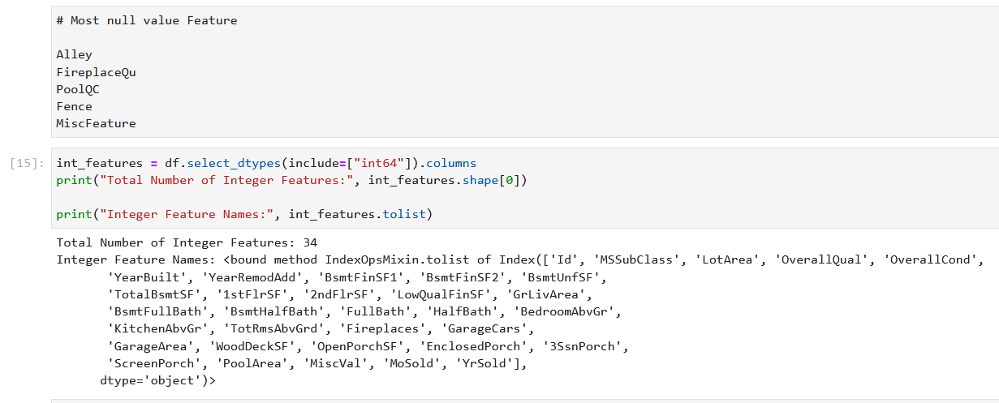 # Most null value Feature
Alley
FireplaceQu
PoolQC
Fence
MiscFeature
[15]: int_features = df.select_dtypes(include=["int64"]).columns
print("Total Number of Integer Features:", int_features.shape[0])
print("Integer Feature Names:", int_features.tolist)
Total Number of Integer Features: 34
Integer Feature Names: <bound method IndexOpsMixin.tolist of Index(['Id', 'MSSubClass', 'LotArea', 'OverallQual', 'OverallCond',
'YearBuilt', 'YearRemodAdd', 'BsmtFinSF1', 'BsmtFinSF2', 'BsmtUnfSF',
'TotalBsmtSF', '1stFlrSF', '2ndFlrSF', 'LowQualFinSF', 'GrLivArea',
'BsmtFullBath', 'BsmtHalfBath', 'FullBath', 'HalfBath', 'BedroomAbvGr',
'KitchenAbvGr', 'TotRmsAbvGrd', 'Fireplaces', 'GarageCars',
'GarageArea', 'WoodDeckSF', 'OpenPorchSF', 'EnclosedPorch', '3SsnPorch',
'ScreenPorch', 'PoolArea', 'MiscVal', 'MoSold', 'YrSold'],
dtype='object')>